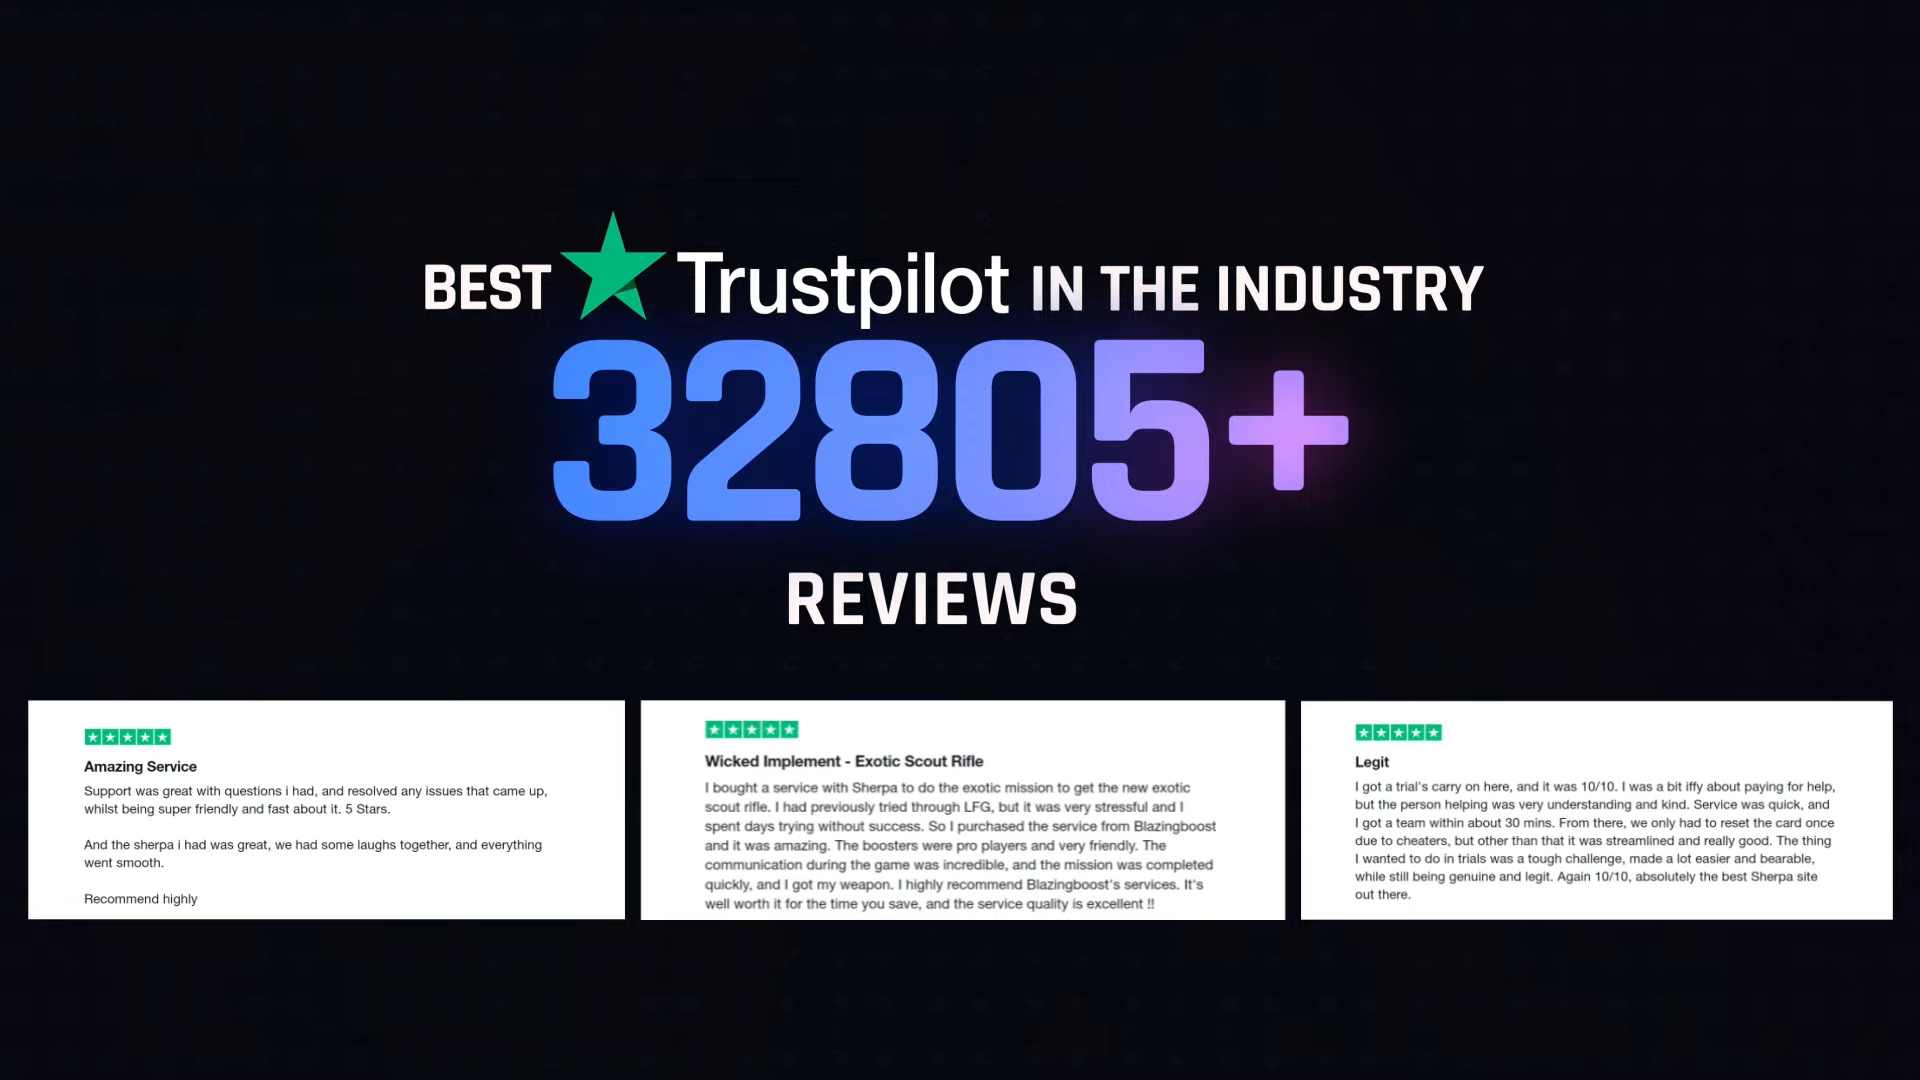 BEST Trustpilot IN THE INDUSTRY
32805+
REVIEWS
Amazing Service
Support was great with questions i had, and resolved any issues that came up,
whilst being super friendly and fast about it. 5 Stars.
And the sherpa i had was great, we had some laughs together, and everything
went smooth.
Recommend highly
Wicked Implement - Exotic Scout Rifle
I bought a service with Sherpa to do the exotic mission to get the new exotic
scout rifle. I had previously tried through LFG, but it was very stressful and I
spent days trying without success. So I purchased the service from Blazingboost
and it was amazing. The boosters were pro players and very friendly. The
communication during the game was incredible, and the mission was completed
quickly, and I got my weapon. I highly recommend Blazingboost's services. It's
well worth it for the time you save, and the service quality is excellent !!
Legit
I got a trial's carry on here, and it was 10/10. I was a bit iffy about paying for help,
but the person helping was very understanding and kind. Service was quick, and
I got a team within about 30 mins. From there, we only had to reset the card once
due to cheaters, but other than that it was streamlined and really good. The thing
I wanted to do in trials was a tough challenge, made a lot easier and bearable,
while still being genuine and legit. Again 10/10, absolutely the best Sherpa site
out there.